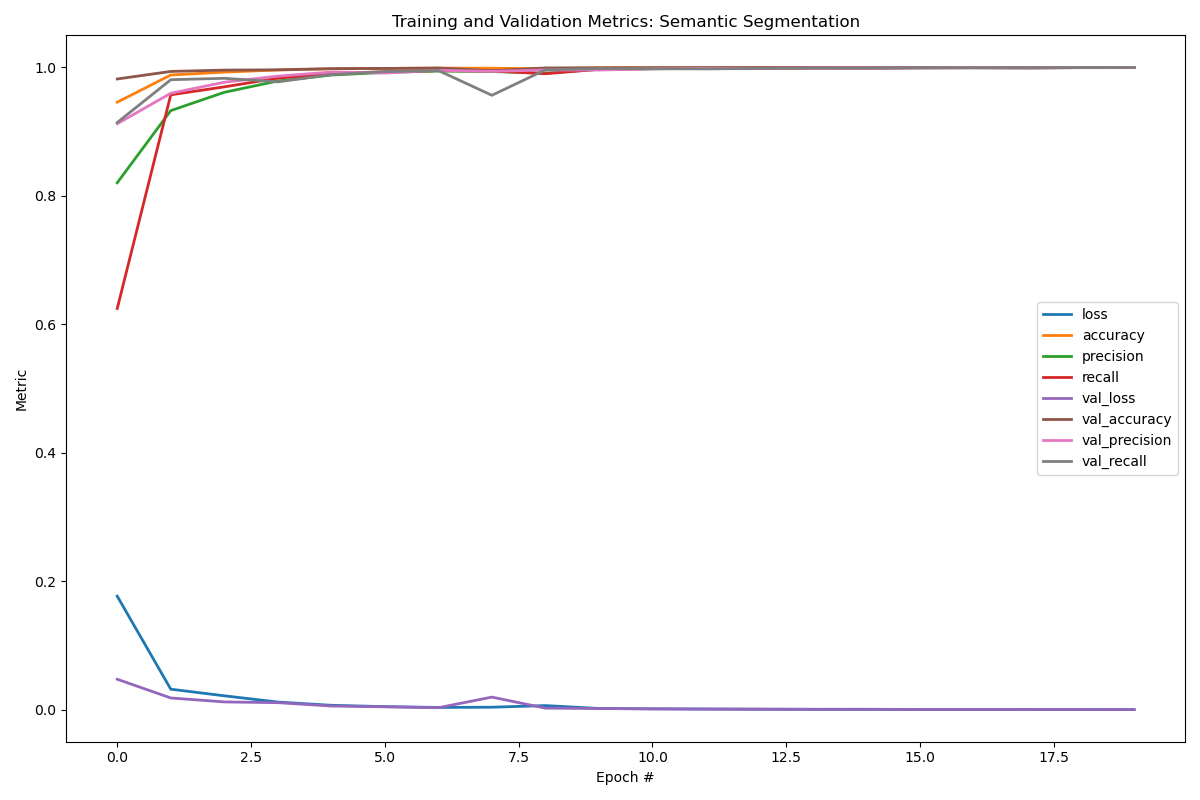 Training and Validation Metrics: Semantic Segmentation
1.0
0.8
0.6
0.4
0.2
0.0
Metric
loss
accuracy
precision
recall
val_loss
val_accuracy
val_precision
val_recall
0.0 2.5 5.0 7.5 10.0 12.5 15.0 17.5
Epoch #